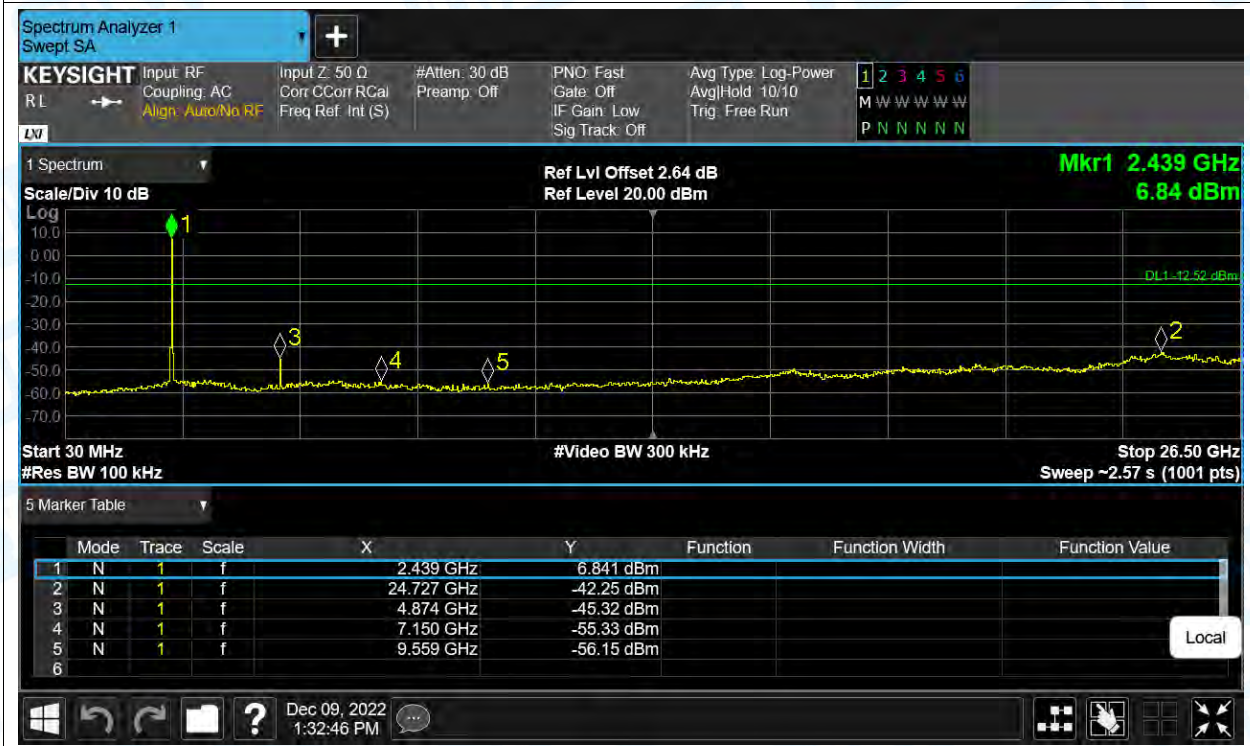 Spectrum Analyzer 1
Swept SA
+
KEYSIGHT Input: RF Input Z: 50 Ω #Atten: 30 dB PNO: Fast Avg Type: Log-Power 1 2 3 4 5 6
RL Coupling: AC Corr CCorr RCal Preamp: Off Gate: Off Avg|Hold: 10/10 M W W W W W W
Align: Auto/No RF Freq Ref: Int (S) IF Gain: Low Trig: Free Run
LXI Sig Track: Off P N N N N N N
1 Spectrum Ref Lvl Offset 2.64 dB Mkr1 2.439 GHz
Scale/Div 10 dB Ref Level 20.00 dBm 6.84 dBm
Log
10.0
0.00
-10.0
-20.0
-30.0
-40.0
-50.0
-60.0
-70.0
1
DL1 -12.52 dBm
3
4
5
2
Start 30 MHz #Video BW 300 kHz Stop 26.50 GHz
#Res BW 100 kHz Sweep ~2.57 s (1001 pts)
5 Marker Table
Mode Trace Scale X Y Function Function Width Function Value
1 N 1 f 2.439 GHz 6.841 dBm
2 N 1 f 24.727 GHz -42.25 dBm
3 N 1 f 4.874 GHz -45.32 dBm
4 N 1 f 7.150 GHz -55.33 dBm
5 N 1 f 9.559 GHz -56.15 dBm
6
Local
? Dec 09, 2022
1:32:46 PM